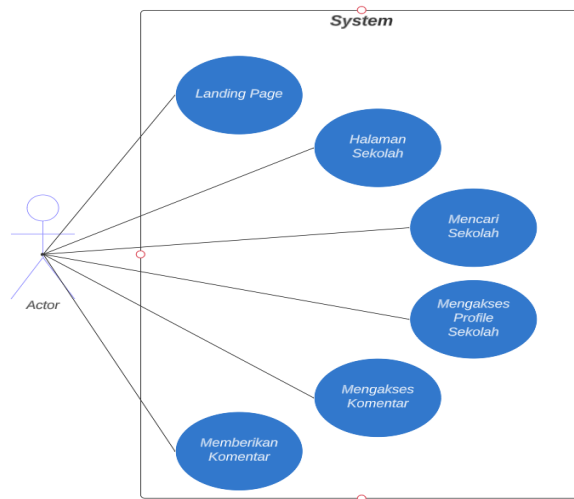 System
Landing Page
Halaman
Sekolah
Mencari
Sekolah
Actor
Mengakses
Profile
Sekolah
Mengakses
Komentar
Memberikan
Komentar